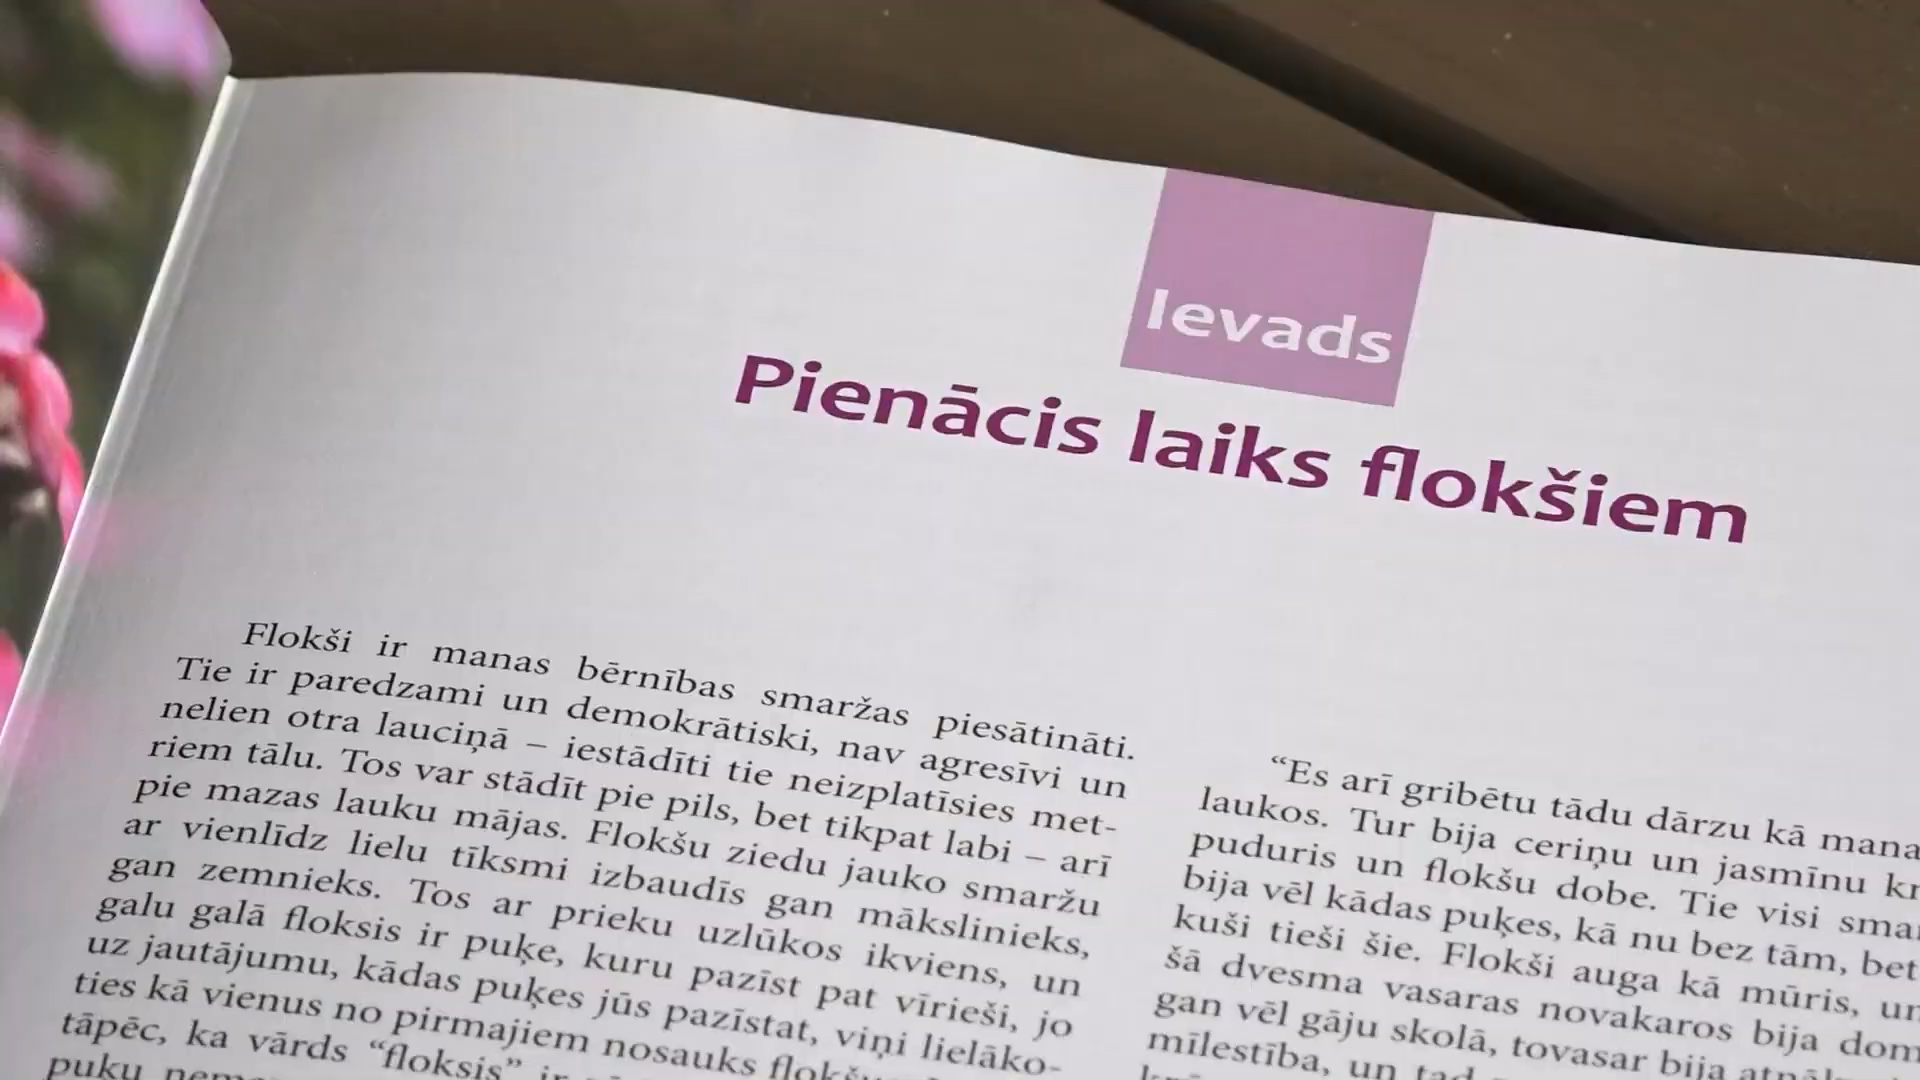 Ievads
Pienācis laiks flokšiem
Flokši ir manas bērnības smaržas piesātināti.
Tie ir paredzami un demokrātiski, nav agresīvi un
nelien otra lauciņā – iestādīti tie neizplatīsies met-
riem tālu. Tos var stādīt pie pils, bet tikpat labi – arī
pie mazas lauku mājas. Flokšu ziedu jauko smaržu
ar vienlīdz lielu tīksmi izbaudīs gan mākslinieks,
gan zemnieks. Tos ar prieku uzlūkos ikviens, un
galu galā floksis ir puķe, kuru pazīst pat vīrieši, jo
uz jautājumu, kādas puķes jūs pazīstat, viņi lielāko-
ties kā vienus no pirmajiem nosauks
tāpēc, ka vārds “floksis” ir
“Es arī gribētu tādu dārzu kā
laukos. Tur bija ceriņu un jasmīnu
puduris un flokšu dobe. Tie visi
bija vēl kādas puķes, kā nu bez tām, bet
kuši tieši šie. Flokši auga kā mūris,
šā dvesma vasaras novakaros bija
gan vēl gāju skolā, tovasar bija
mīlestība, un tad